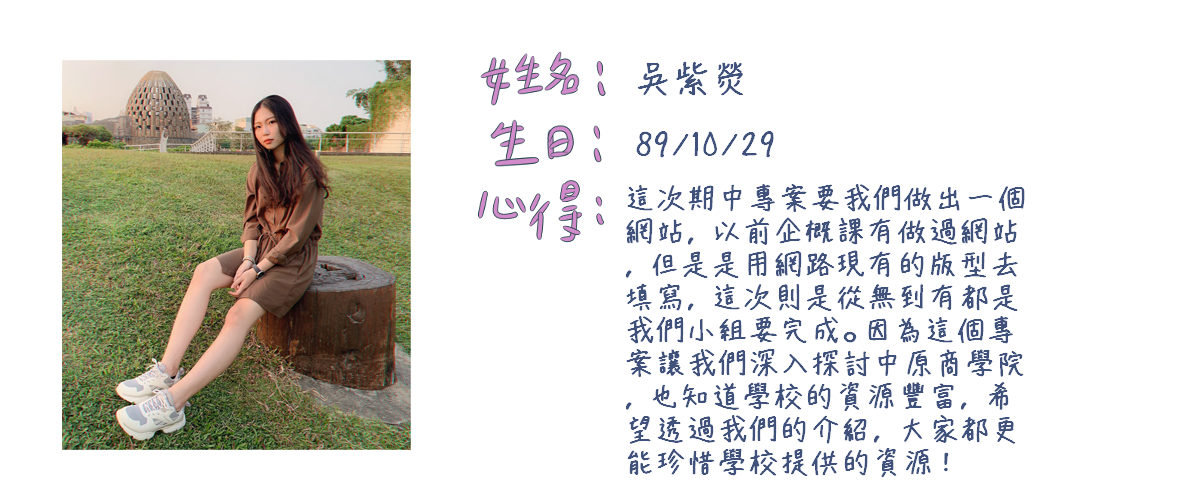 姓名：吳紫熒
生日：89/10/29
心得：這次期中專案要我們做出一個
網站，以前企概課有做過網站
，但是是用網路現有的版型去
填寫，這次則是從無到有都是
我們小組要完成。因為這個專
案讓我們深入探討中原商學院
，也知道學校的資源豐富，希
望透過我們的介紹，大家都更
能珍惜學校提供的資源！